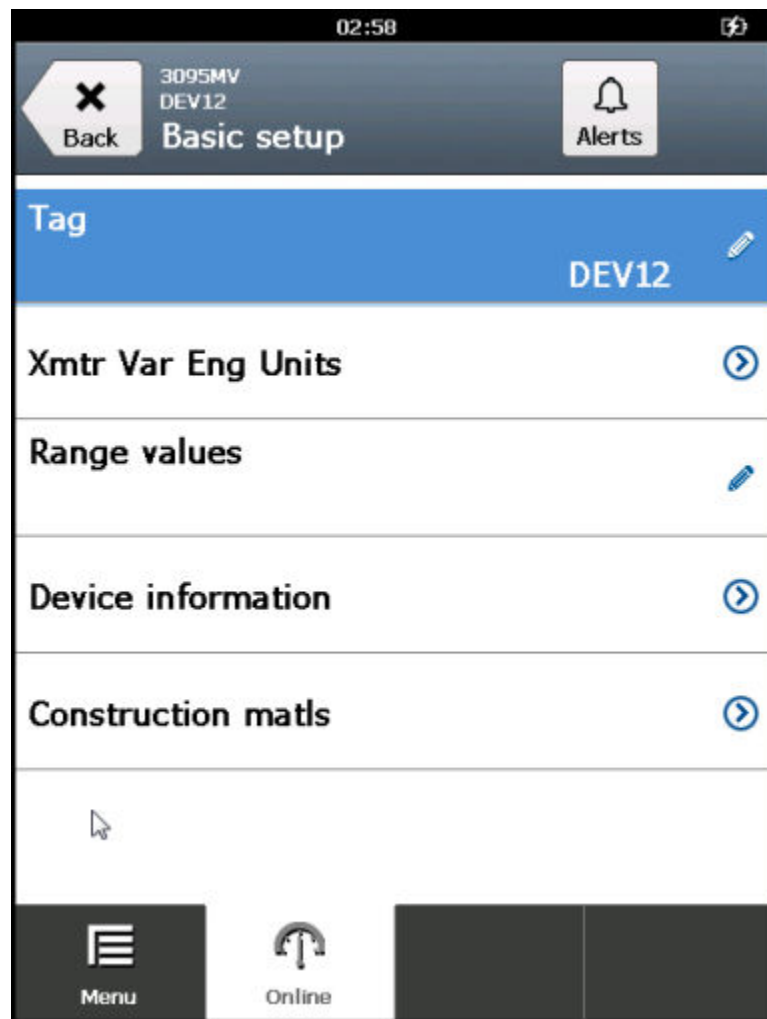 02:58
3095MV
DEV12
Back
Basic setup
Alerts
Tag
DEV12
Xmtr Var Eng Units
Range values
Device information
Construction matls
Menu
Online